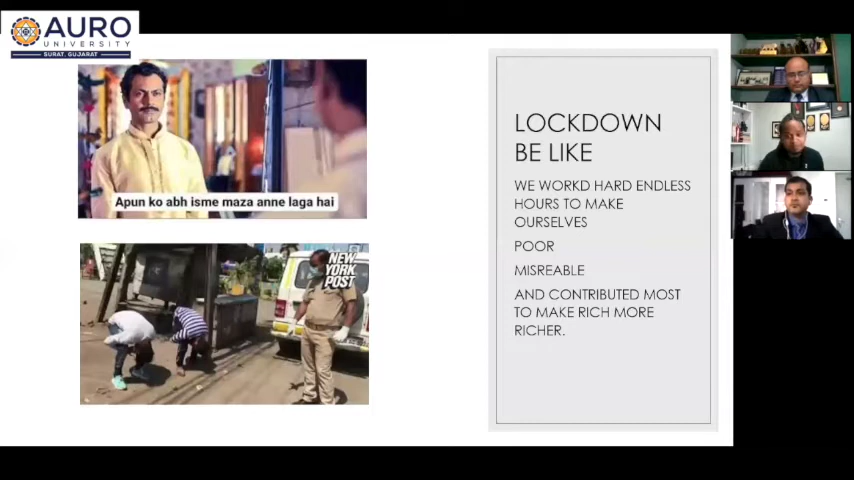 AURO
UNIVERSITY
SURAT, GUJARAT
Apun ko abh isme maza anne laga hai
NEW
YORK
POST
LOCKDOWN
BE LIKE
WE WORKD HARD ENDLESS
HOURS TO MAKE
OURSELVES
POOR
MISREABLE
AND CONTRIBUTED MOST
TO MAKE RICH MORE
RICHER.